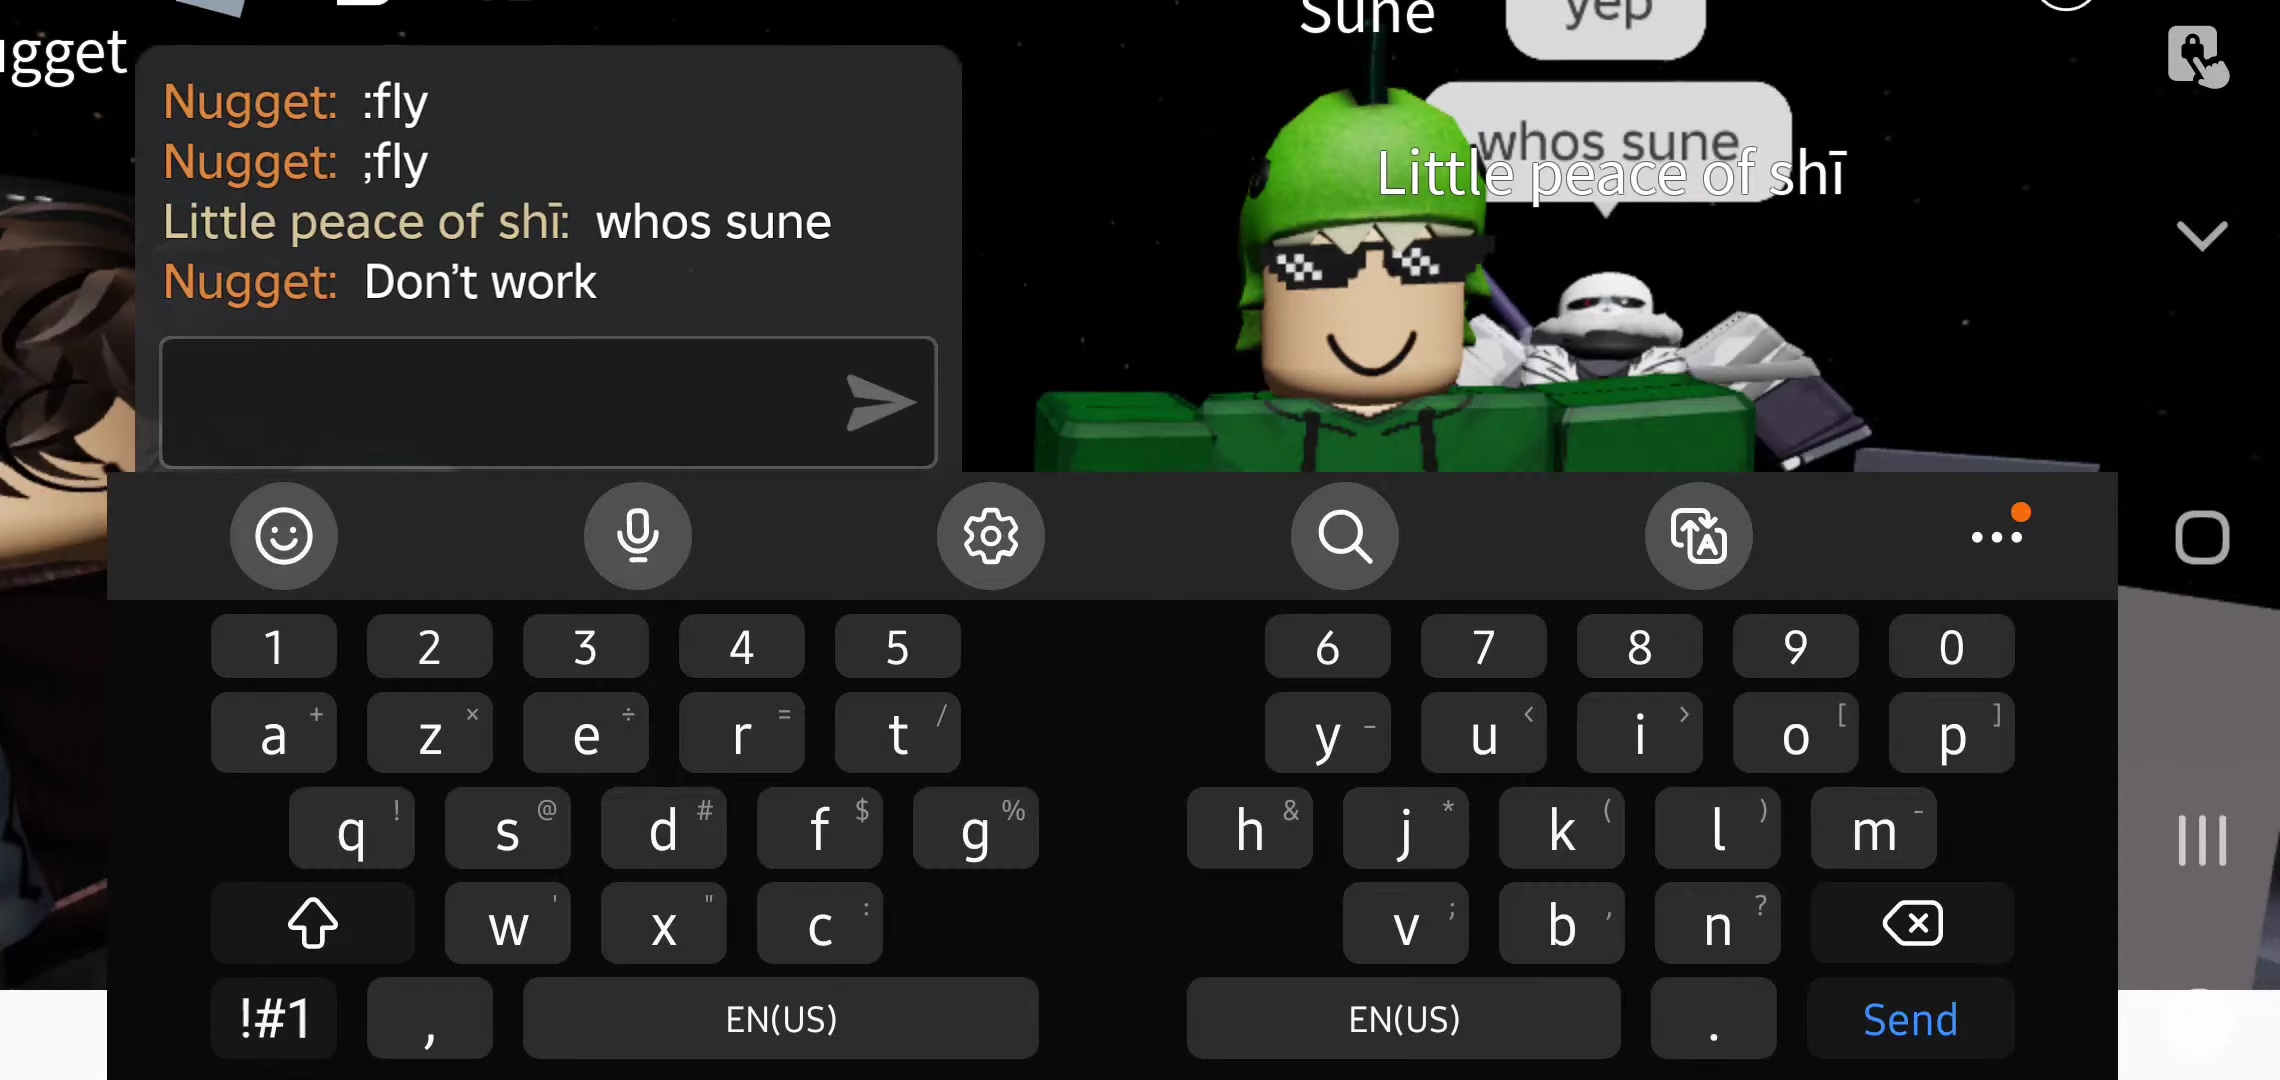 Sune
yep
ugget
Nugget: :fly
Nugget: ;fly
Little peace of shī: whos sune
Nugget: Don't work
whos sune
Little peace of shī
1 2 3 4 5 6 7 8 9 0
a + z × e ÷ r = t / y _ u < i > o [ p ]
q ! s @ d # f $ g % h & j * k ( l ) m -
w ' x " c : v ; b , n ?
!#1 , EN(US) EN(US) . Send